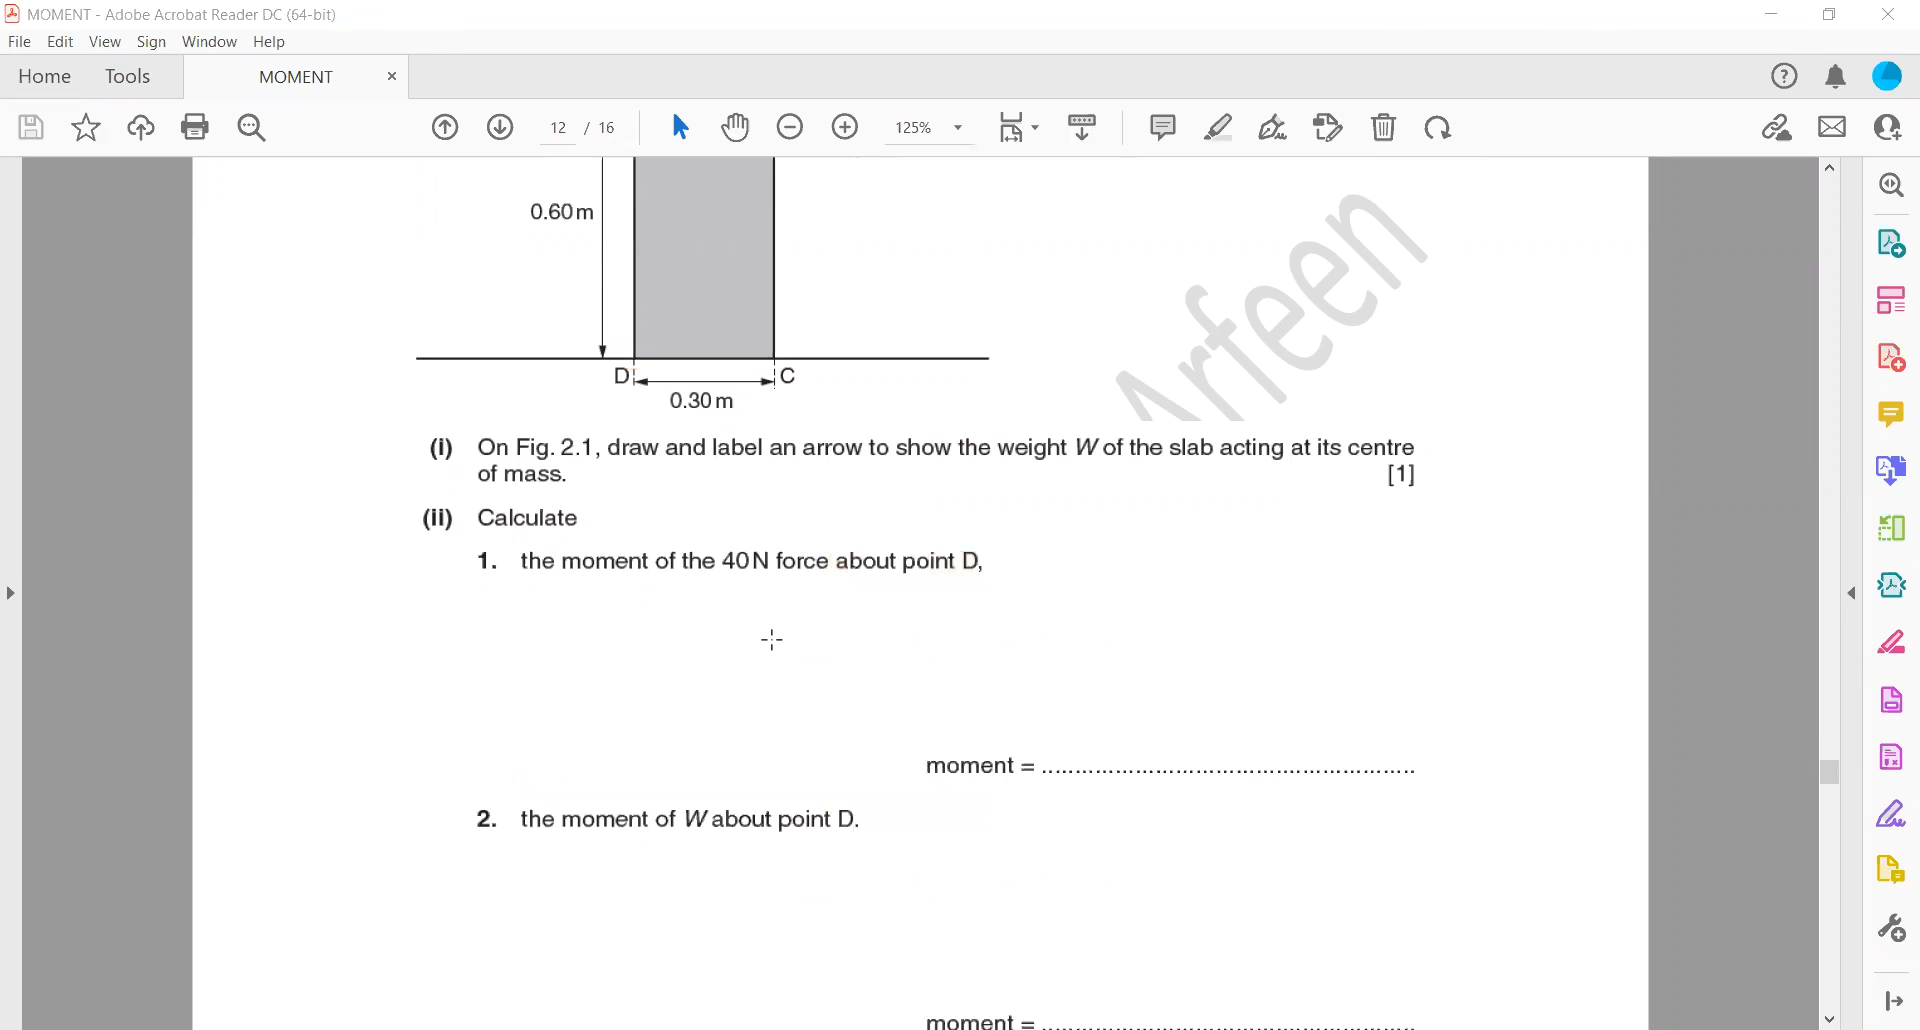 MOMENT - Adobe Acrobat Reader DC (64-bit)
File Edit View Sign Window Help
Home Tools MOMENT
12 / 16 125%
0.60 m
D C
0.30 m
Arfeen
(i) On Fig. 2.1, draw and label an arrow to show the weight W of the slab acting at its centre
of mass. [1]
(ii) Calculate
1. the moment of the 40 N force about point D,
moment = ........................................................
2. the moment of W about point D.
moment = ........................................................